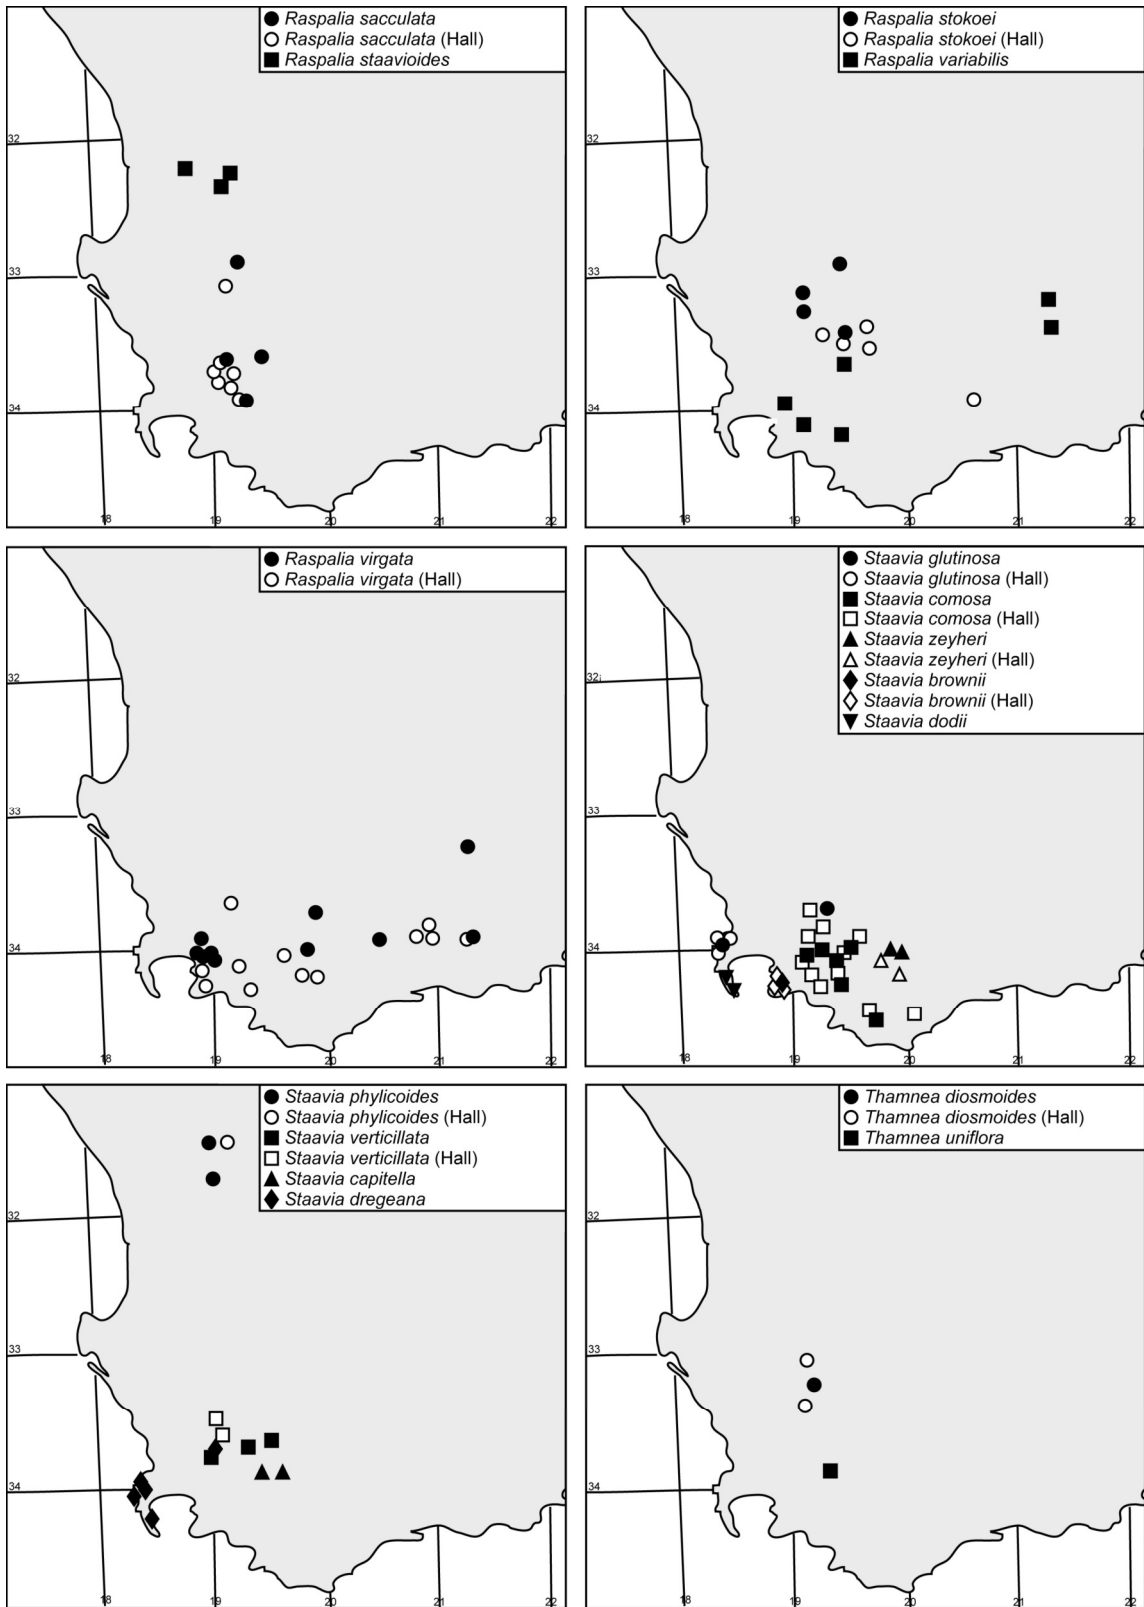 Raspalia sacculata
Raspalia sacculata (Hall)
Raspalia staavioides
32
33
34
18
19
20
21
22
Raspalia stokoei
Raspalia stokoei (Hall)
Raspalia variabilis
32
33
34
18
19
20
21
22
Raspalia virgata
Raspalia virgata (Hall)
32
33
34
18
19
20
21
22
Staavia glutinosa
Staavia glutinosa (Hall)
Staavia comosa
Staavia comosa (Hall)
Staavia zeyheri
Staavia zeyheri (Hall)
Staavia brownii
Staavia brownii (Hall)
Staavia dodii
32
33
34
18
19
20
21
22
Staavia phylicoides
Staavia phylicoides (Hall)
Staavia verticillata
Staavia verticillata (Hall)
Staavia capitella
Staavia dregeana
32
33
34
18
19
20
21
22
Thamnea diosmoides
Thamnea diosmoides (Hall)
Thamnea uniflora
32
33
34
18
19
20
21
22